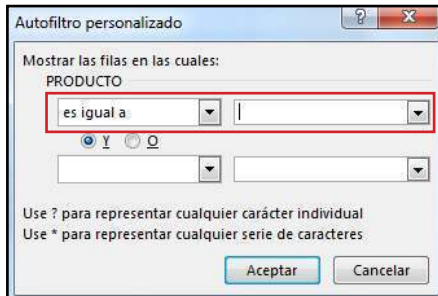 Autofiltro personalizado
Mostrar las filas en las cuales:
PRODUCTO
es igual a
Y O
Use ? para representar cualquier carácter individual
Use * para representar cualquier serie de caracteres
Aceptar Cancelar